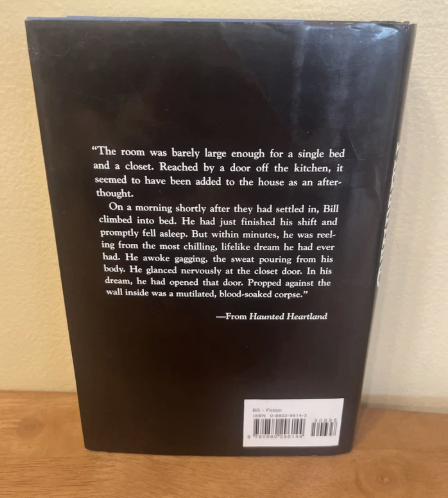 “The room was barely large enough for a single bed
and a closet. Reached by a door off the kitchen, it
seemed to have been added to the house as an after-
thought.
On a morning shortly after they had settled in, Bill
climbed into bed. He had just finished his shift and
promptly fell asleep. But within minutes, he was reel-
ing from the most chilling, lifelike dream he had ever
had. He awoke gagging, the sweat pouring from his
body. He glanced nervously at the closet door. In his
dream, he had opened that door. Propped against the
wall inside was a mutilated, blood-soaked corpse.”
—From Haunted Heartland
ISBN